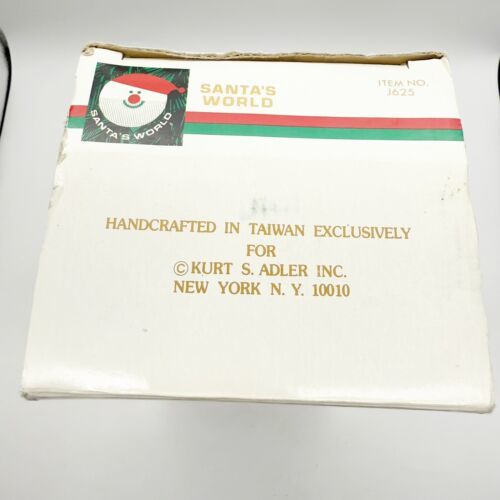 SANTA'S WORLD
SANTA'S
WORLD
ITEM NO.
J625
HANDCRAFTED IN TAIWAN EXCLUSIVELY
FOR
©KURT S. ADLER INC.
NEW YORK N. Y. 10010